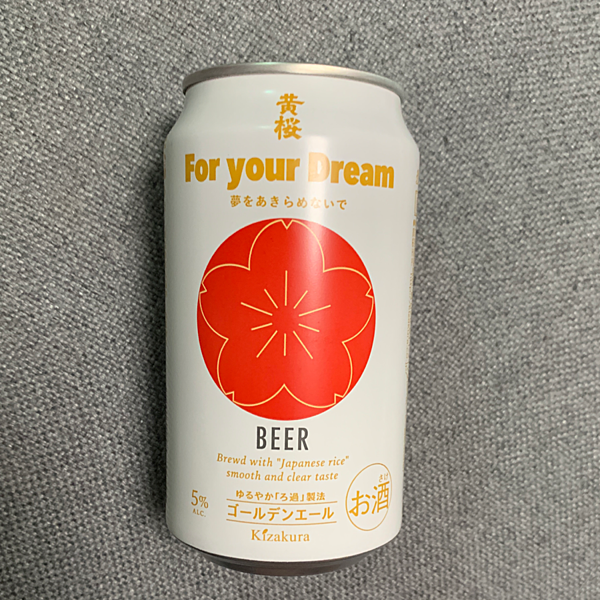 黄桜
For your Dream
夢をあきらめないで
BEER
Brewd with "Japanese rice"
smooth and clear taste
5%
ALC.
ゆるやか「ろ過」製法
ゴールデンエール
Kizakura
さけ
お酒